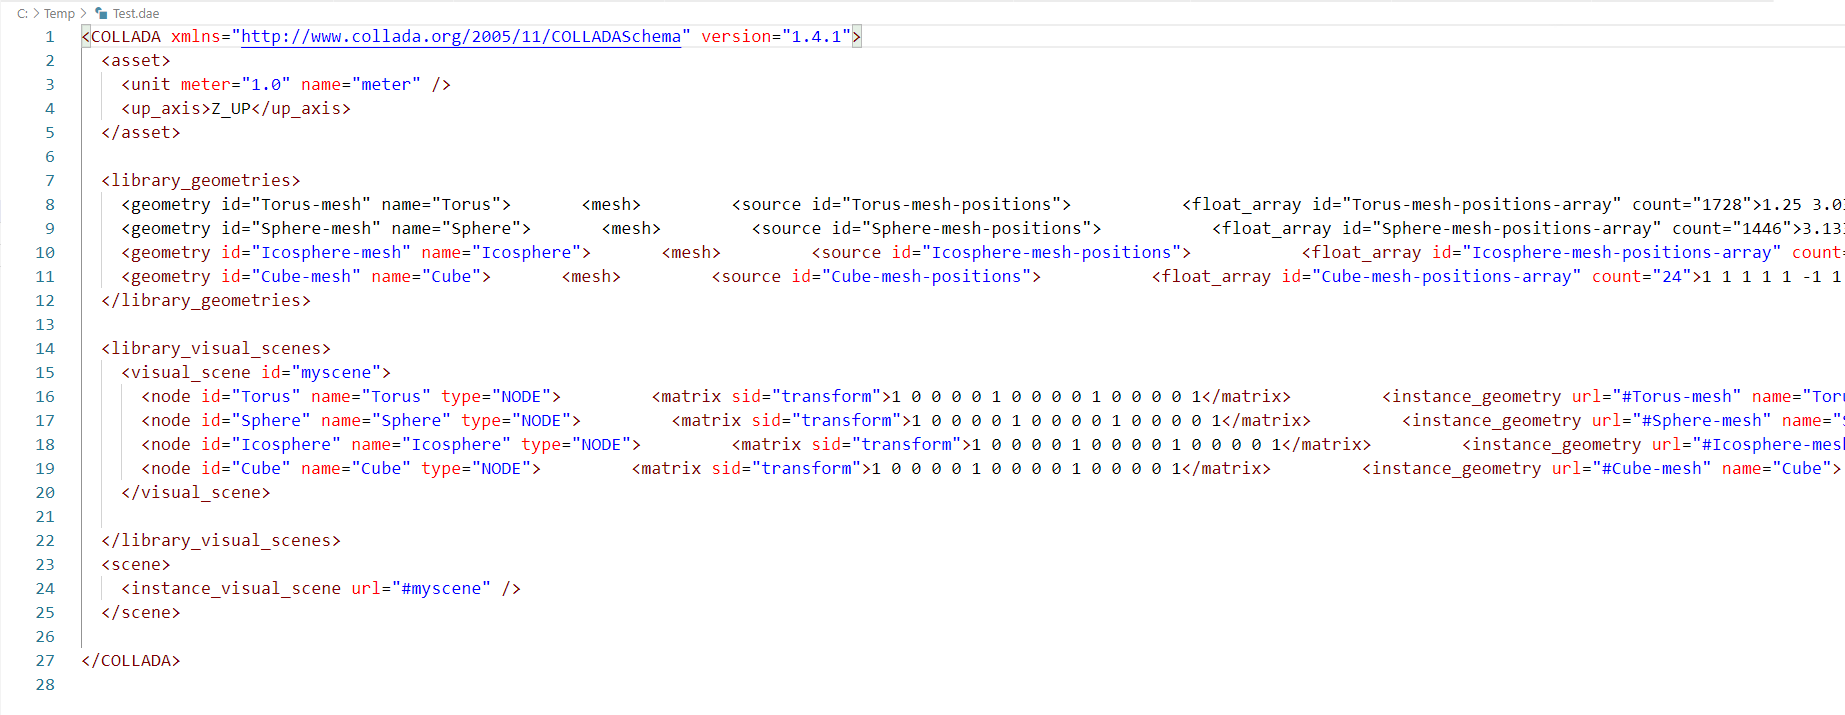 C: > Temp > Test.dae
1 <COLLADA xmlns="http://www.collada.org/2005/11/COLLADASchema" version="1.4.1">
2 <asset>
3 <unit meter="1.0" name="meter" />
4 <up_axis>Z_UP</up_axis>
5 </asset>
6
7 <library_geometries>
8 <geometry id="Torus-mesh" name="Torus"> <mesh> <source id="Torus-mesh-positions"> <float_array id="Torus-mesh-positions-array" count="1728">1.25 3.01
9 <geometry id="Sphere-mesh" name="Sphere"> <mesh> <source id="Sphere-mesh-positions"> <float_array id="Sphere-mesh-positions-array" count="1446">3.133
10 <geometry id="Icosphere-mesh" name="Icosphere"> <mesh> <source id="Icosphere-mesh-positions"> <float_array id="Icosphere-mesh-positions-array" count=
11 <geometry id="Cube-mesh" name="Cube"> <mesh> <source id="Cube-mesh-positions"> <float_array id="Cube-mesh-positions-array" count="24">1 1 1 1 1 -1 1
12 </library_geometries>
13
14 <library_visual_scenes>
15 <visual_scene id="myscene">
16 <node id="Torus" name="Torus" type="NODE"> <matrix sid="transform">1 0 0 0 0 1 0 0 0 0 1 0 0 0 0 1</matrix> <instance_geometry url="#Torus-mesh" name="Toru
17 <node id="Sphere" name="Sphere" type="NODE"> <matrix sid="transform">1 0 0 0 0 1 0 0 0 0 1 0 0 0 0 1</matrix> <instance_geometry url="#Sphere-mesh" name="S
18 <node id="Icosphere" name="Icosphere" type="NODE"> <matrix sid="transform">1 0 0 0 0 1 0 0 0 0 1 0 0 0 0 1</matrix> <instance_geometry url="#Icosphere-mesh
19 <node id="Cube" name="Cube" type="NODE"> <matrix sid="transform">1 0 0 0 0 1 0 0 0 0 1 0 0 0 0 1</matrix> <instance_geometry url="#Cube-mesh" name="Cube">
20 </visual_scene>
21
22 </library_visual_scenes>
23 <scene>
24 <instance_visual_scene url="#myscene" />
25 </scene>
26
27 </COLLADA>
28